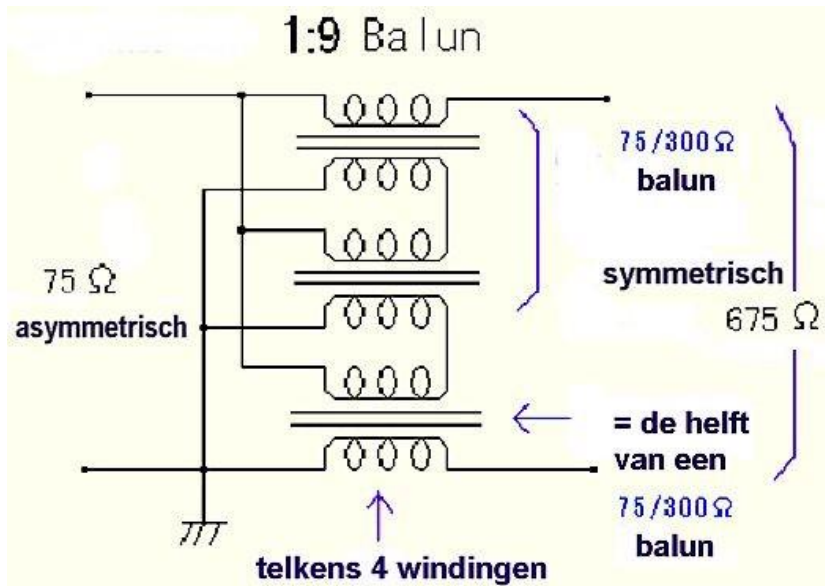 1:9 Balun
75/300Ω
balun
75 Ω
asymmetrisch
symmetrisch
675 Ω
= de helft
van een
75/300Ω
balun
telkens 4 windingen